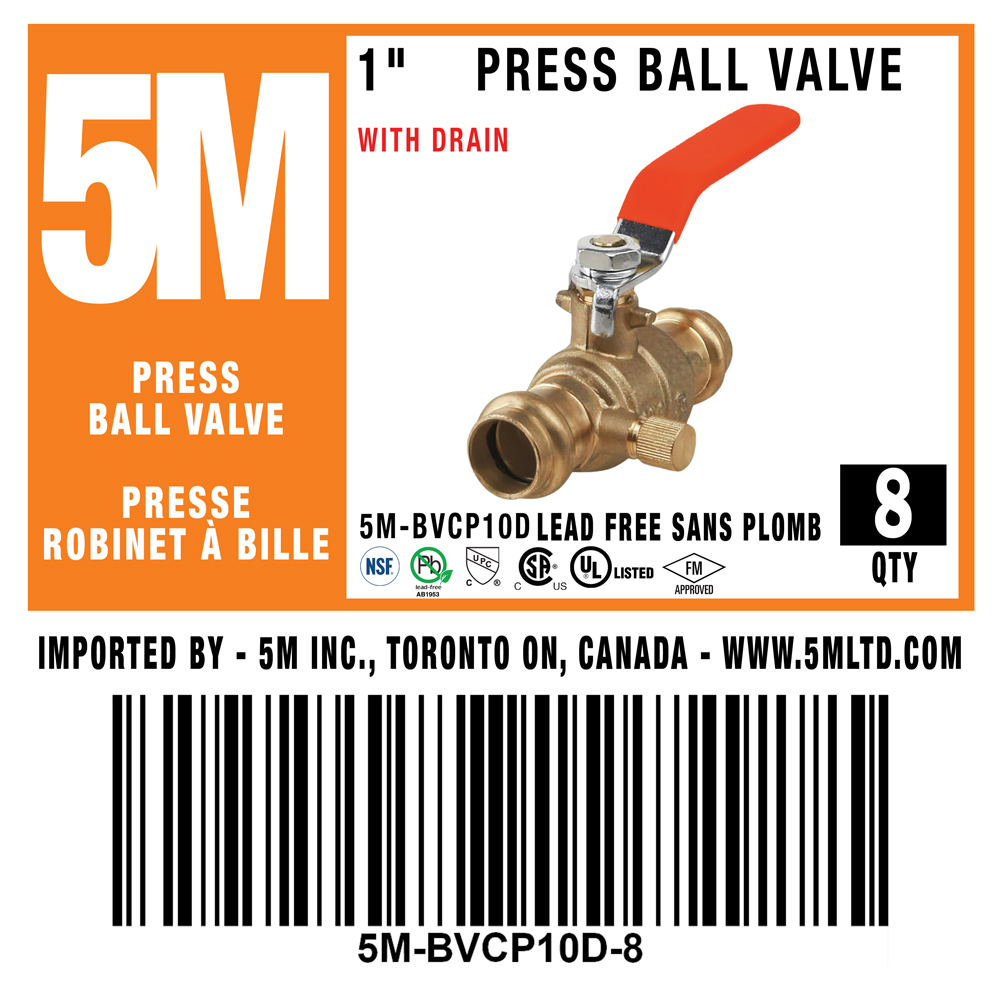 5M
PRESS
BALL VALVE
PRESSE
ROBINET À BILLE
1" PRESS BALL VALVE
WITH DRAIN
5M-BVCP10D LEAD FREE SANS PLOMB
8
QTY
NSF.
Pb
lead-free
AB1953
UPC
C ®
SA
C US
UL LISTED
FM
APPROVED
IMPORTED BY - 5M INC., TORONTO ON, CANADA - WWW.5MLTD.COM
5M-BVCP10D-8